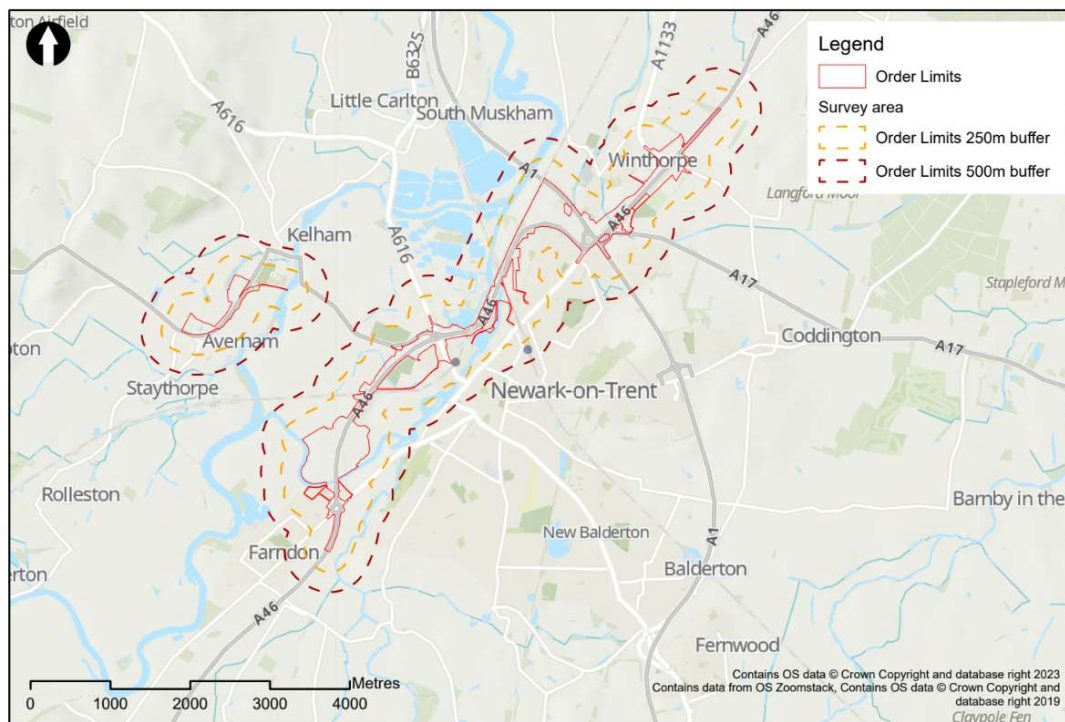 ton Airfield
A46
A1133
B6325
Little Carlton
South Muskham
A616
Legend
Order Limits
Survey area
Order Limits 250m buffer
Order Limits 500m buffer
A1
Winthorpe
Langford Moor
Kelham
A616
A46
A46
A17
Stapleford M
Averham
Coddington
A17
Staythorpe
Newark-on-Trent
A46
Rolleston
Barnby in the
New Balderton
A1
Farndon
Balderton
erton
A46
Fernwood
Metres
0 1000 2000 3000 4000
Contains OS data © Crown Copyright and database right 2023
Contains data from OS Zoomstack, Contains OS data © Crown Copyright and
database right 2019
Claypole Fen